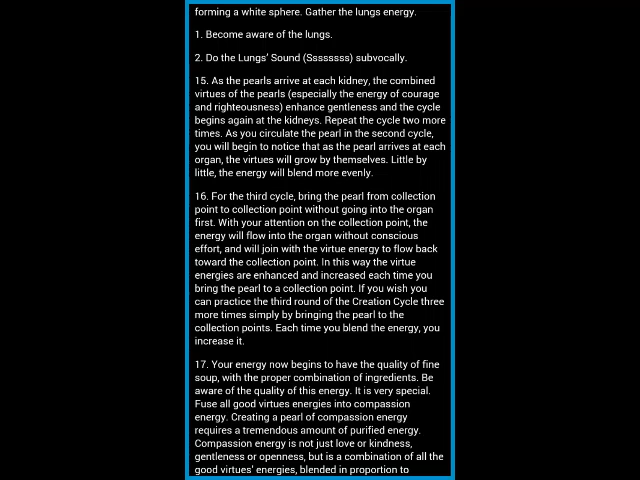 forming a white sphere. Gather the lungs energy.
1. Become aware of the lungs.
2. Do the Lungs' Sound (Ssssssss) subvocally.
15. As the pearls arrive at each kidney, the combined
virtues of the pearls (especially the energy of courage
and righteousness) enhance gentleness and the cycle
begins again at the kidneys. Repeat the cycle two more
times. As you circulate the pearl in the second cycle,
you will begin to notice that as the pearl arrives at each
organ, the virtues will grow by themselves. Little by
little, the energy will blend more evenly.
16. For the third cycle, bring the pearl from collection
point to collection point without going into the organ
first. With your attention on the collection point, the
energy will flow into the organ without conscious
effort, and will join with the virtue energy to flow back
toward the collection point. In this way the virtue
energies are enhanced and increased each time you
bring the pearl to a collection point. If you wish you
can practice the third round of the Creation Cycle three
more times simply by bringing the pearl to the
collection points. Each time you blend the energy, you
increase it.
17. Your energy now begins to have the quality of fine
soup, with the proper combination of ingredients. Be
aware of the quality of this energy. It is very special.
Fuse all good virtues energies into compassion
energy. Creating a pearl of compassion energy
requires a tremendous amount of purified energy.
Compassion energy is not just love or kindness,
gentleness or openness, but is a combination of all the
good virtues' energies, blended in proportion to